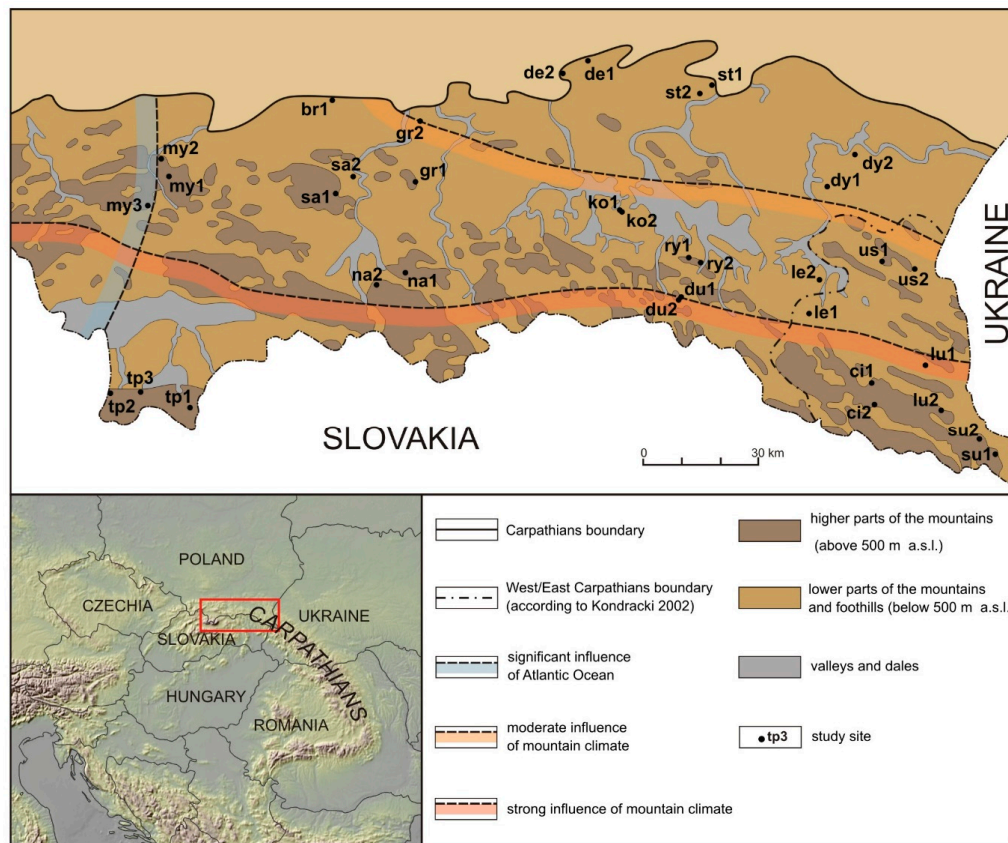 de2
de1
st1
st2
br1
gr2
my2
my1
my3
sa2
sa1
gr1
dy2
dy1
ko1
ko2
ry1
ry2
us1
us2
UKRAINE
na2
na1
le2
du1
du2
le1
lu1
tp3
tp2
tp1
ci1
ci2
lu2
su2
su1
SLOVAKIA
0 30 km
POLAND
CZECHIA
UKRAINE
CARPATHIANS
SLOVAKIA
HUNGARY
ROMANIA
Carpathians boundary
West/East Carpathians boundary
(according to Kondracki 2002)
significant influence
of Atlantic Ocean
moderate influence
of mountain climate
strong influence of mountain climate
higher parts of the mountains
(above 500 m a.s.l.)
lower parts of the mountains
and foothills (below 500 m a.s.l.
valleys and dales
tp3 study site